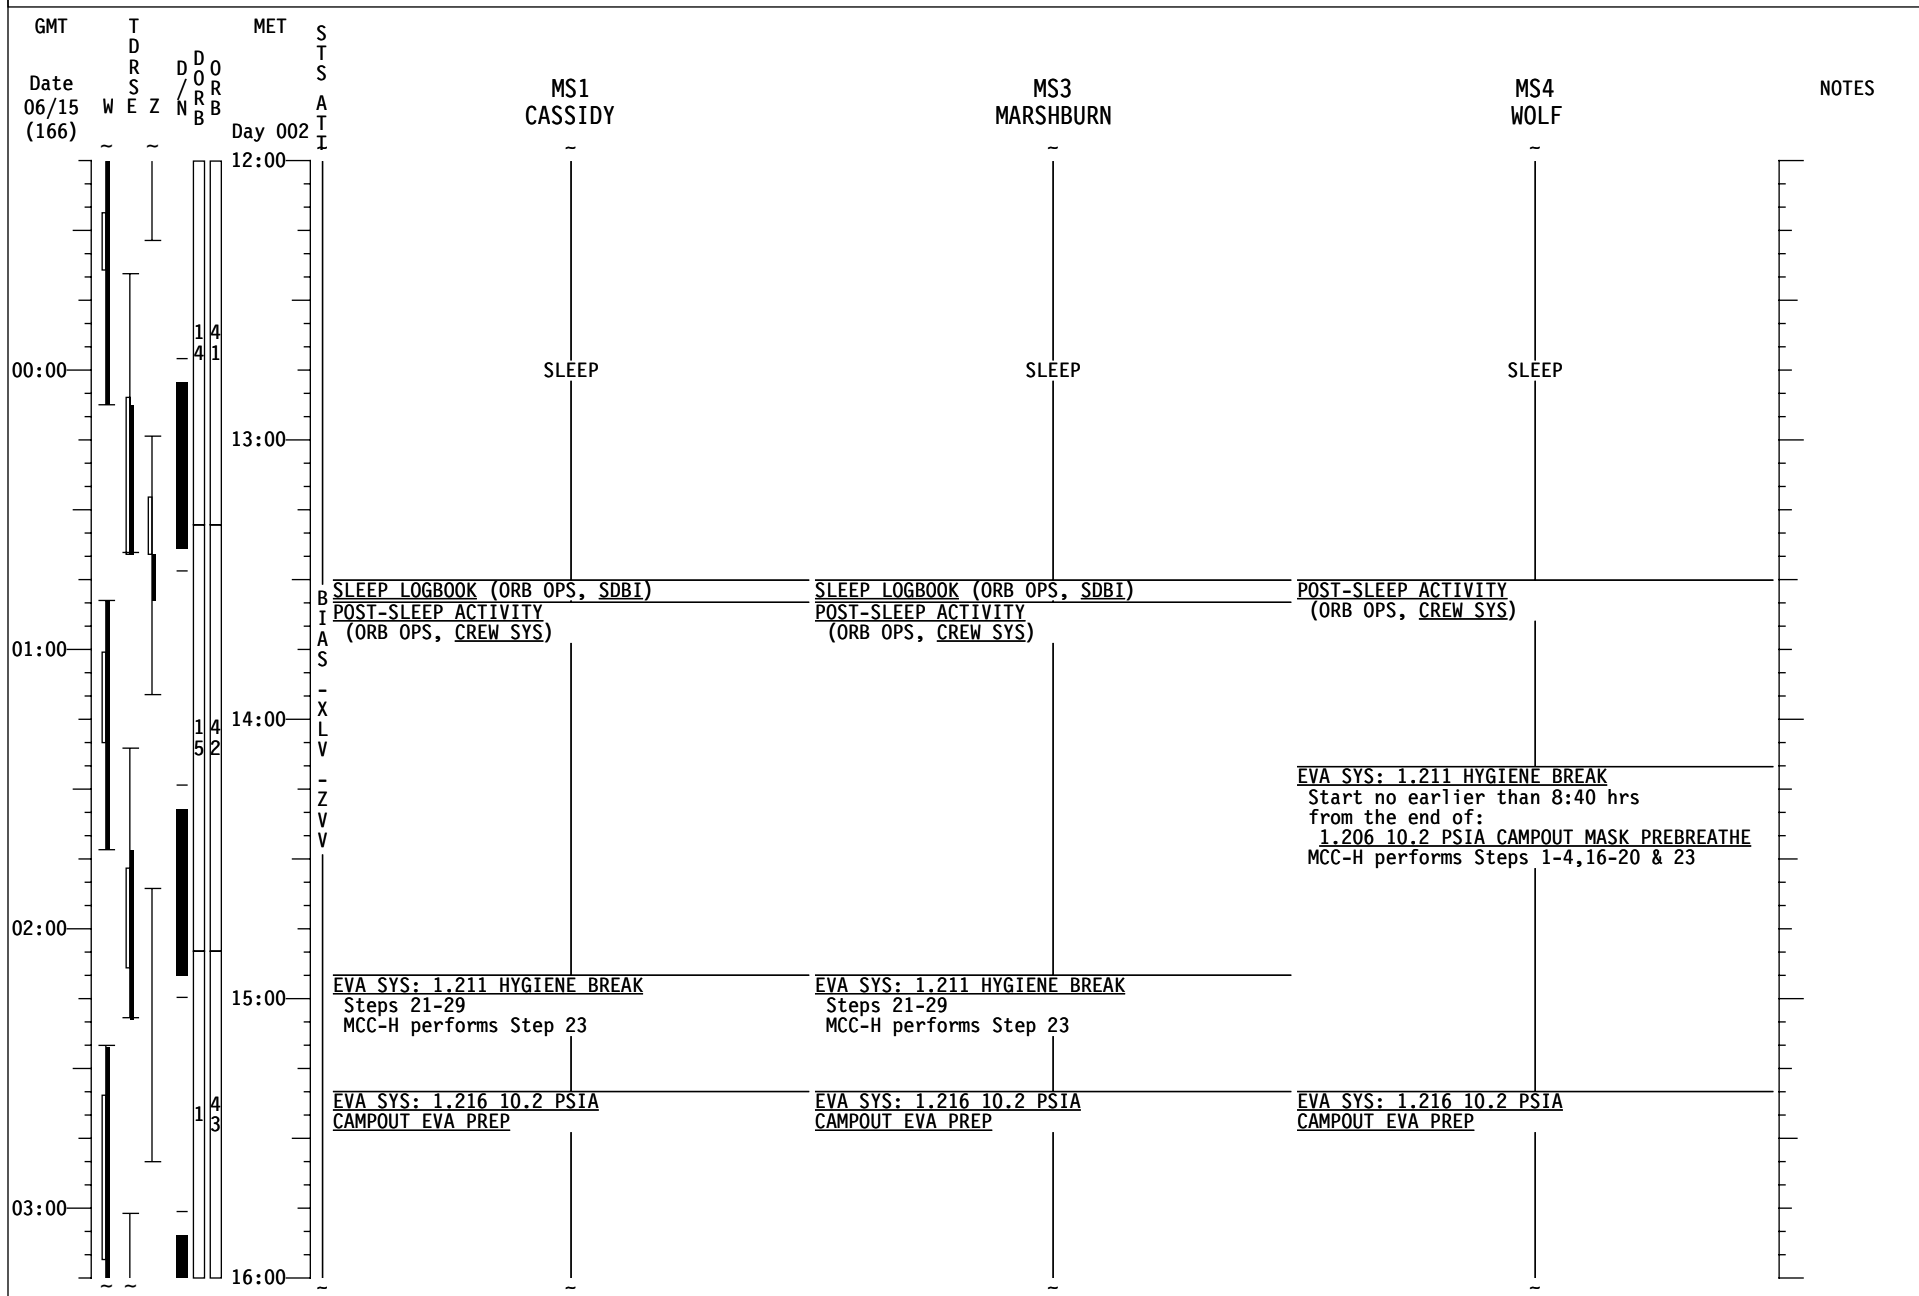 GMT
TDRS
MET
STS ATT
D/N
DORB
ORB
Date
06/15
(166)
W E Z
Day 002
MS1
CASSIDY
MS3
MARSHBURN
MS4
WOLF
NOTES
~ ~ ~ ~ ~ ~
12:00
14 41
00:00
SLEEP SLEEP SLEEP
13:00
SLEEP LOGBOOK (ORB OPS, SDBI)
POST-SLEEP ACTIVITY
(ORB OPS, CREW SYS)
SLEEP LOGBOOK (ORB OPS, SDBI)
POST-SLEEP ACTIVITY
(ORB OPS, CREW SYS)
POST-SLEEP ACTIVITY
(ORB OPS, CREW SYS)
BIAS -XLV -ZVV
01:00
14:00
15 42
EVA SYS: 1.211 HYGIENE BREAK
Start no earlier than 8:40 hrs
from the end of:
1.206 10.2 PSIA CAMPOUT MASK PREBREATHE
MCC-H performs Steps 1-4,16-20 & 23
02:00
15:00
EVA SYS: 1.211 HYGIENE BREAK
Steps 21-29
MCC-H performs Step 23
EVA SYS: 1.211 HYGIENE BREAK
Steps 21-29
MCC-H performs Step 23
1 43
EVA SYS: 1.216 10.2 PSIA
CAMPOUT EVA PREP
EVA SYS: 1.216 10.2 PSIA
CAMPOUT EVA PREP
EVA SYS: 1.216 10.2 PSIA
CAMPOUT EVA PREP
03:00
16:00
~ ~ ~ ~ ~ ~